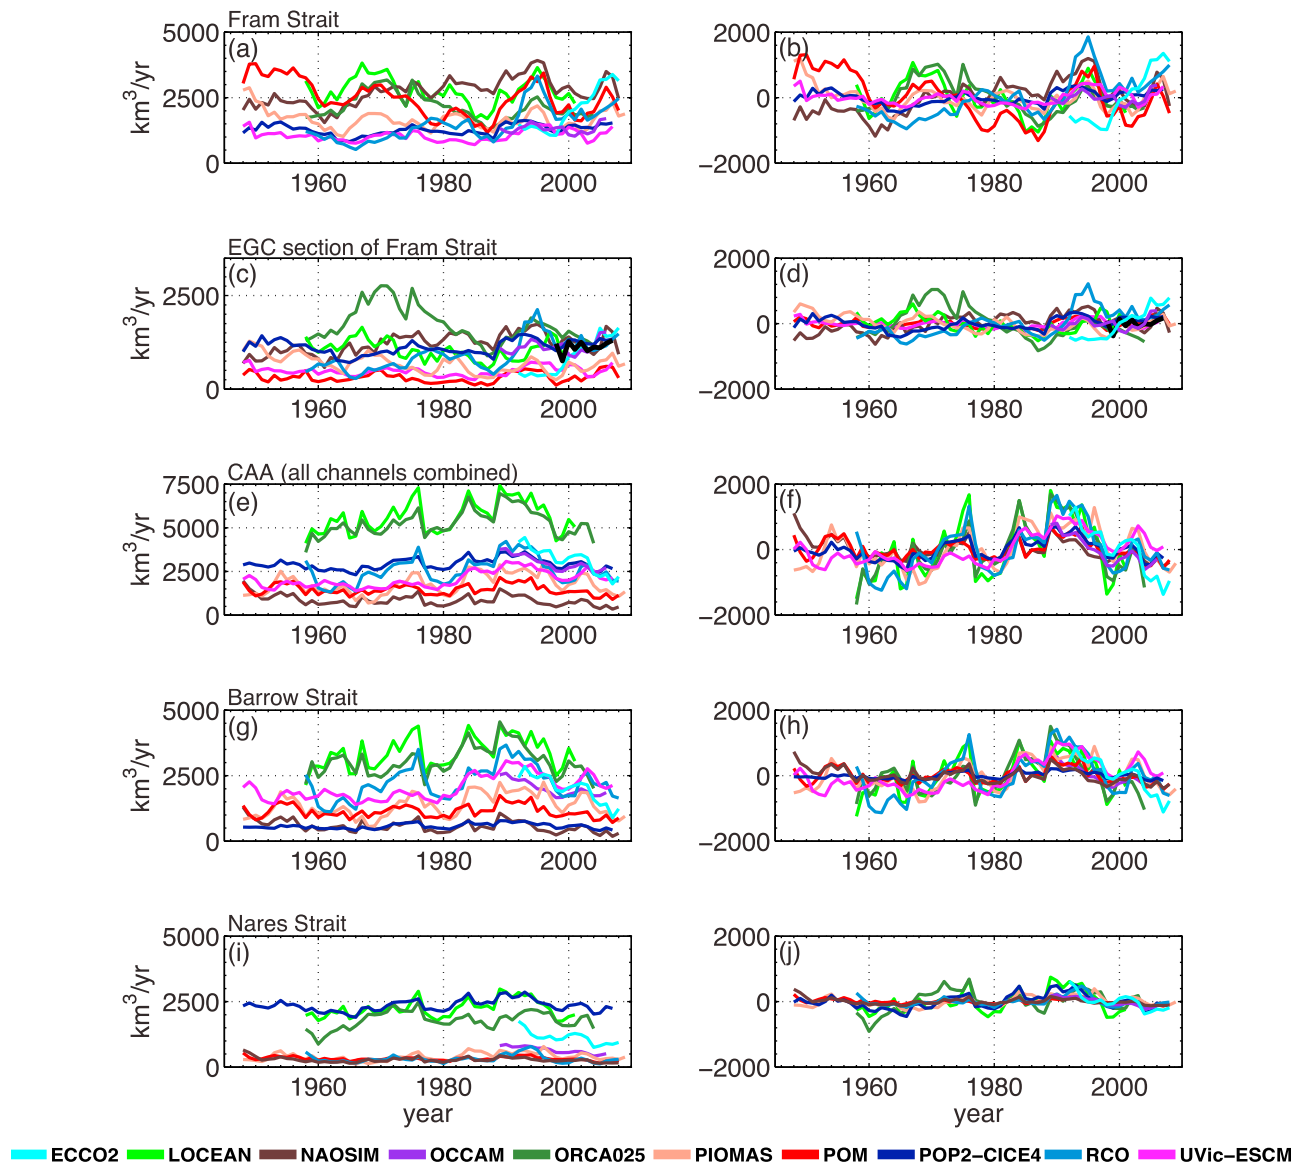 Fram Strait
(a)
5000
2500
0
km³/yr
1960 1980 2000
(b)
2000
0
−2000
1960 1980 2000
EGC section of Fram Strait
(c)
2500
0
km³/yr
1960 1980 2000
(d)
2000
0
−2000
1960 1980 2000
CAA (all channels combined)
(e)
7500
5000
2500
0
km³/yr
1960 1980 2000
(f)
2000
0
−2000
1960 1980 2000
Barrow Strait
(g)
5000
2500
0
km³/yr
1960 1980 2000
(h)
2000
0
−2000
1960 1980 2000
Nares Strait
(i)
5000
2500
0
km³/yr
1960 1980 2000
year
(j)
2000
0
−2000
1960 1980 2000
year
ECCO2 LOCEAN NAOSIM OCCAM ORCA025 PIOMAS POM POP2−CICE4 RCO UVic−ESCM